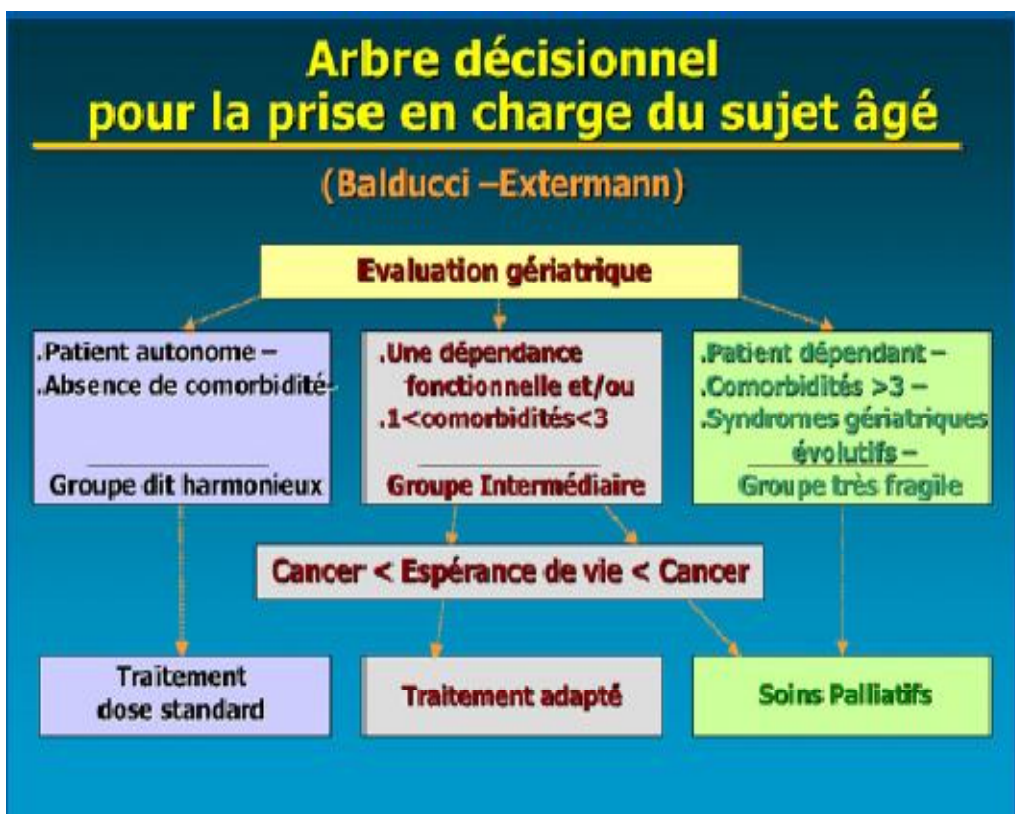 Arbre décisionnel
pour la prise en charge du sujet âgé
(Balducci –Extermann)
Evaluation gériatrique
.Patient autonome –
.Absence de comorbidité-
Groupe dit harmonieux
.Une dépendance
fonctionnelle et/ou
.1<comorbidités<3
Groupe Intermédiaire
.Patient dépendant –
.Comorbidités >3 –
.Syndromes gériatriques
évolutifs –
Groupe très fragile
Cancer < Espérance de vie < Cancer
Traitement
dose standard
Traitement adapté
Soins Palliatifs